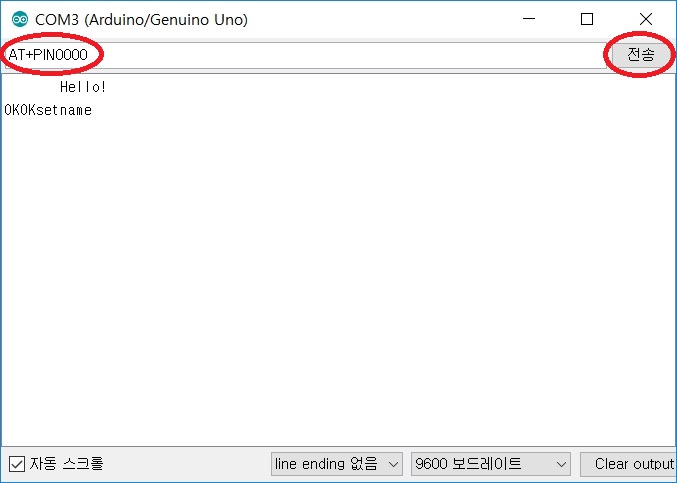 COM3 (Arduino/Genuino Uno)
AT+PIN0000
전송
Hello!
OKOKsetname
자동 스크롤
line ending 없음
9600 보드레이트
Clear output